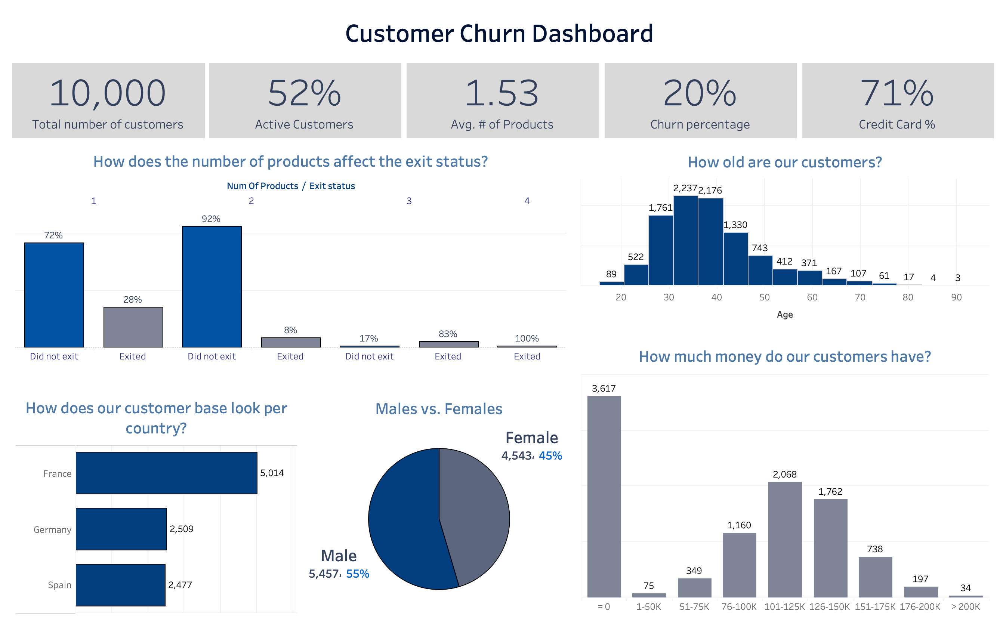 Customer Churn Dashboard
10,000
Total number of customers
52%
Active Customers
1.53
Avg. # of Products
20%
Churn percentage
71%
Credit Card %
How does the number of products affect the exit status?
Num Of Products / Exit status
1 2 3 4
72% 28% 92% 8% 17% 83% 100%
Did not exit Exited Did not exit Exited Did not exit Exited Exited
How old are our customers?
89 522 1,761 2,237 2,176 1,330 743 412 371 167 107 61 17 4 3
20 30 40 50 60 70 80 90
Age
How does our customer base look per
country?
France 5,014
Germany 2,509
Spain 2,477
Males vs. Females
Female
4,543, 45%
Male
5,457, 55%
How much money do our customers have?
3,617 75 349 1,160 2,068 1,762 738 197 34
= 0 1-50K 51-75K 76-100K 101-125K 126-150K 151-175K 176-200K > 200K